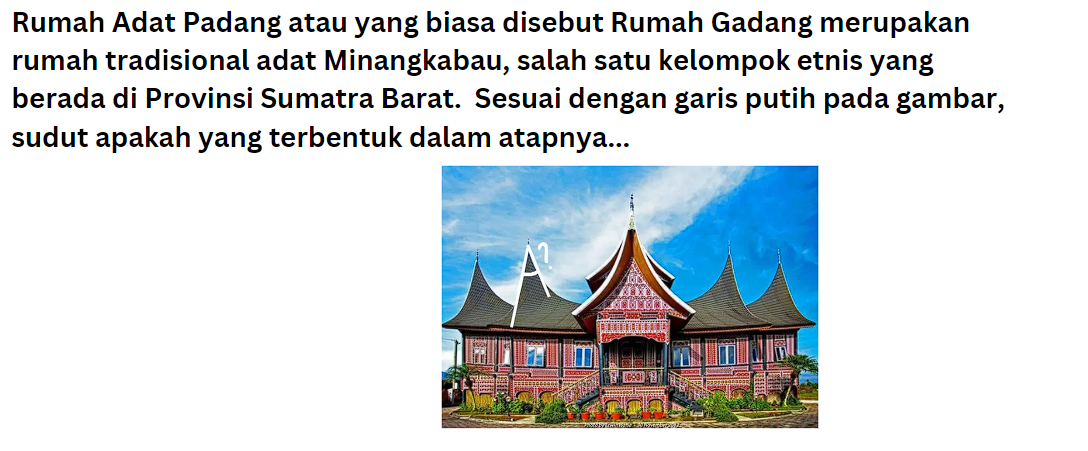 Rumah Adat Padang atau yang biasa disebut Rumah Gadang merupakan
rumah tradisional adat Minangkabau, salah satu kelompok etnis yang
berada di Provinsi Sumatra Barat. Sesuai dengan garis putih pada gambar,
sudut apakah yang terbentuk dalam atapnya...
?